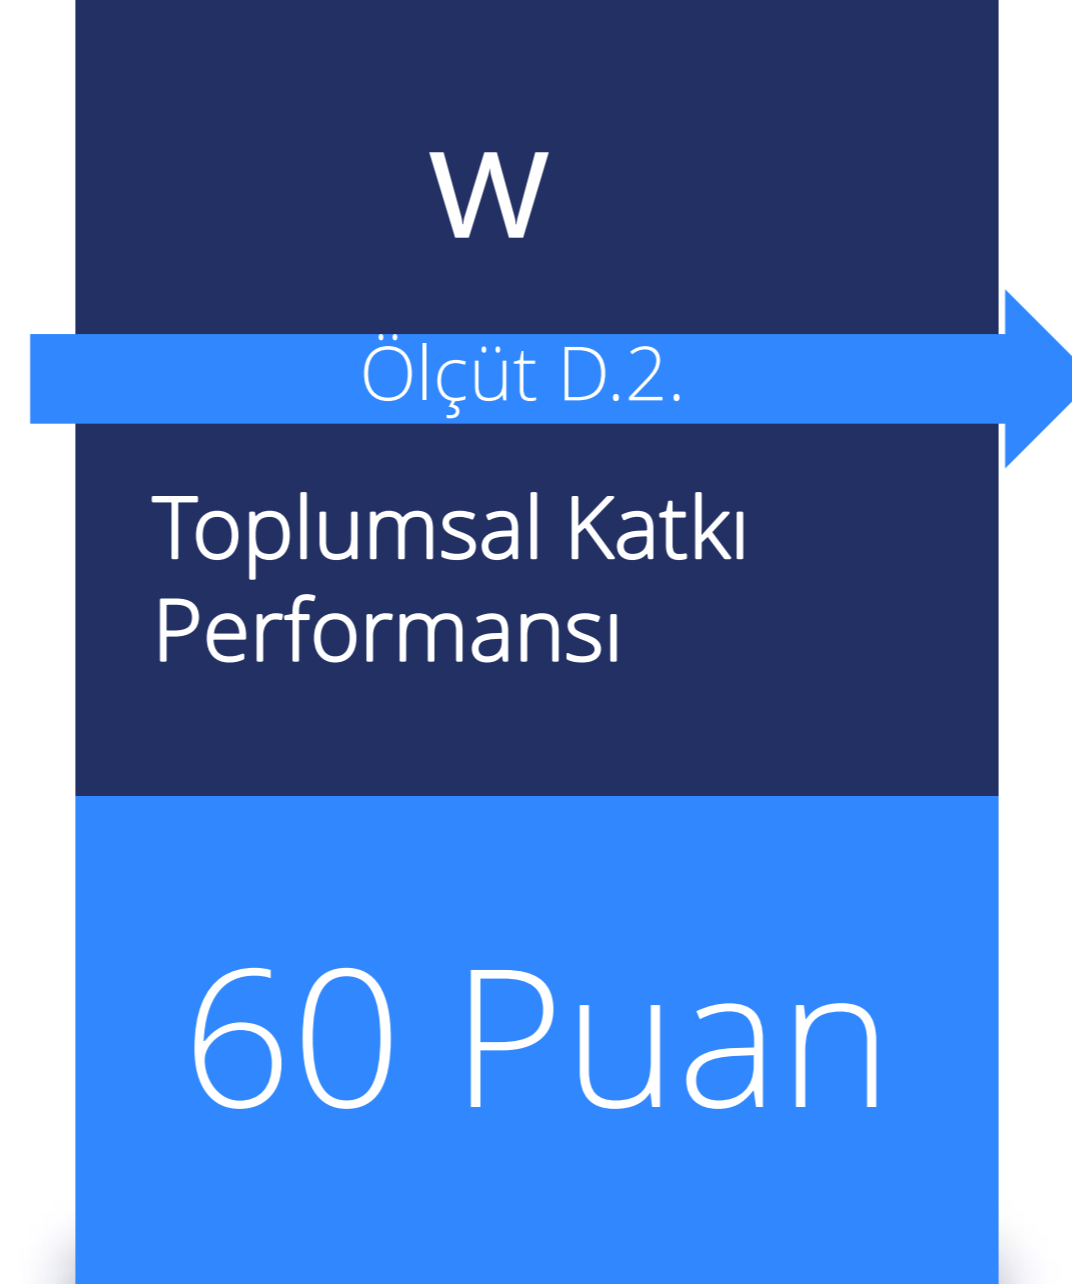 w
Ölçüt D.2.
Toplumsal Katkı
Performansı
60 Puan